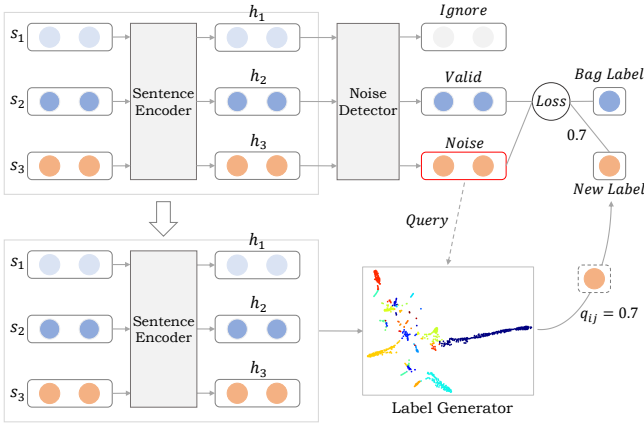 s₁
h₁
Ignore
s₂
Sentence
Encoder
h₂
Noise
Detector
Valid
Loss
Bag Label
s₃
h₃
Noise
0.7
New Label
Query
s₁
h₁
s₂
Sentence
Encoder
h₂
s₃
h₃
qᵢⱼ = 0.7
Label Generator